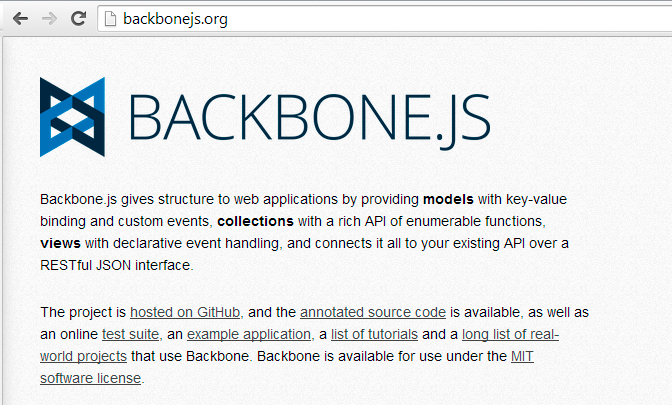 backbonejs.org
BACKBONE.JS
Backbone.js gives structure to web applications by providing models with key-value
binding and custom events, collections with a rich API of enumerable functions,
views with declarative event handling, and connects it all to your existing API over a
RESTful JSON interface.
The project is hosted on GitHub, and the annotated source code is available, as well as
an online test suite, an example application, a list of tutorials and a long list of real-
world projects that use Backbone. Backbone is available for use under the MIT
software license.